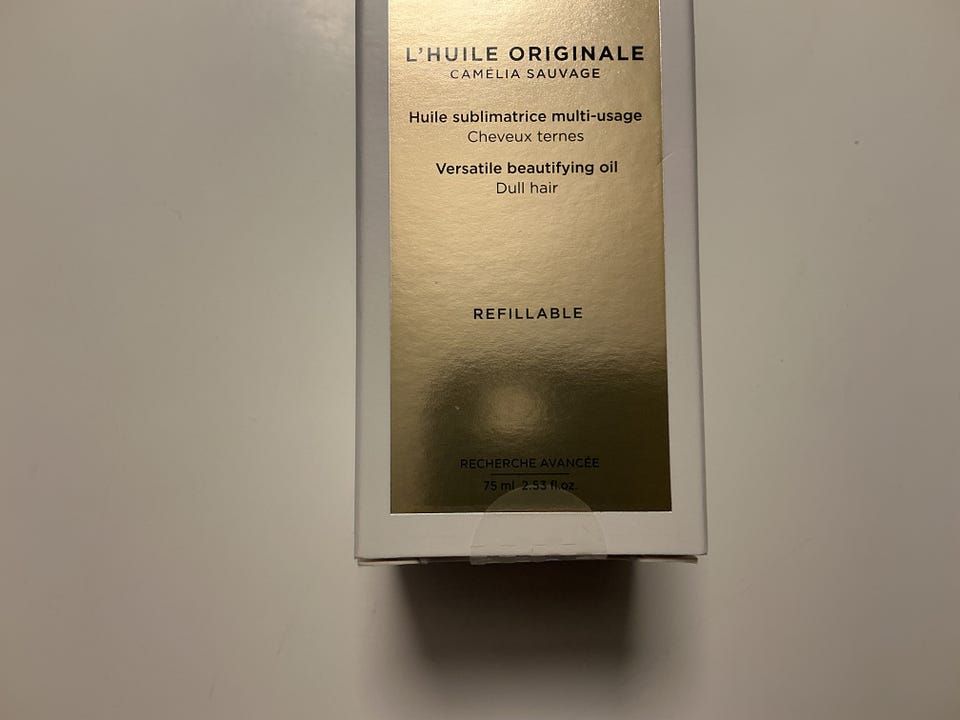 L'HUILE ORIGINALE
CAMÉLIA SAUVAGE
Huile sublimatrice multi-usage
Cheveux ternes
Versatile beautifying oil
Dull hair
REFILLABLE
RECHERCHE AVANCÉE
75 ml 2.53 fl.oz.